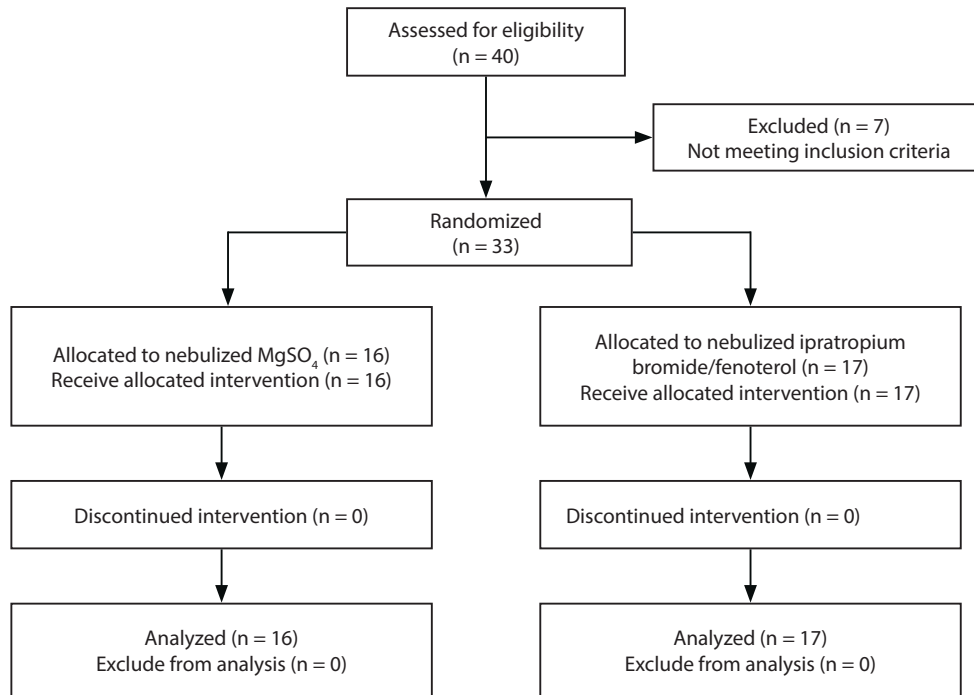 Assessed for eligibility
(n = 40)
Excluded (n = 7)
Not meeting inclusion criteria
Randomized
(n = 33)
Allocated to nebulized MgSO₄ (n = 16)
Receive allocated intervention (n = 16)
Allocated to nebulized ipratropium
bromide/fenoterol (n = 17)
Receive allocated intervention (n = 17)
Discontinued intervention (n = 0)
Discontinued intervention (n = 0)
Analyzed (n = 16)
Exclude from analysis (n = 0)
Analyzed (n = 17)
Exclude from analysis (n = 0)